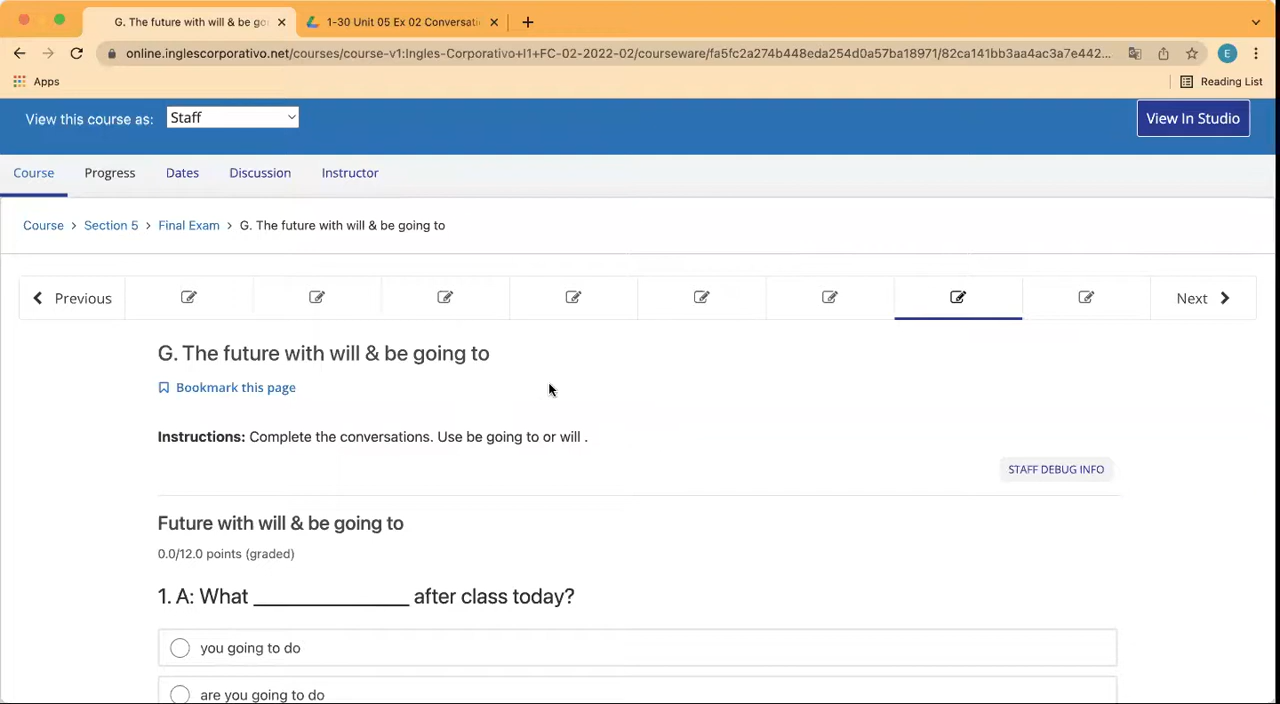 G. The future with will & be go
1-30 Unit 05 Ex 02 Conversati
online.inglescorporativo.net/courses/course-v1:Ingles-Corporativo+I1+FC-02-2022-02/courseware/fa5fc2a274b448eda254d0a57ba18971/82ca141bb3aa4ac3a7e442...
E
Apps
Reading List
View this course as: Staff
View In Studio
Course Progress Dates Discussion Instructor
Course > Section 5 > Final Exam > G. The future with will & be going to
Previous
Next
G. The future with will & be going to
Bookmark this page
Instructions: Complete the conversations. Use be going to or will .
STAFF DEBUG INFO
Future with will & be going to
0.0/12.0 points (graded)
1. A: What ______________ after class today?
you going to do
are you going to do